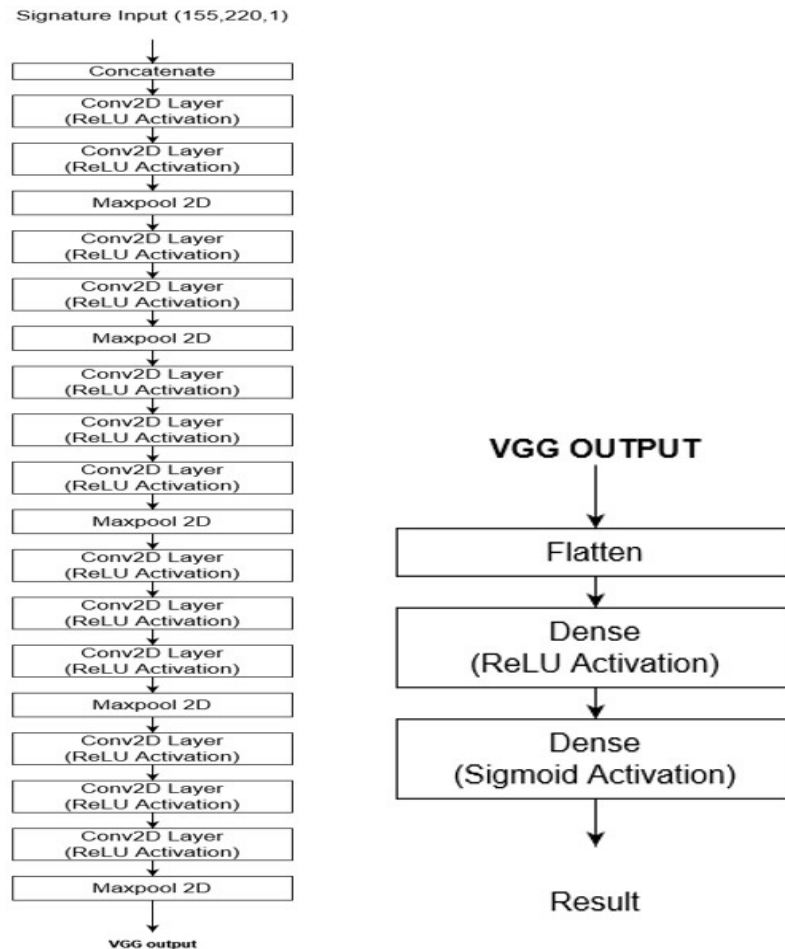 Signature Input (155,220,1)
Concatenate
Conv2D Layer
(ReLU Activation)
Conv2D Layer
(ReLU Activation)
Maxpool 2D
Conv2D Layer
(ReLU Activation)
Conv2D Layer
(ReLU Activation)
Maxpool 2D
Conv2D Layer
(ReLU Activation)
Conv2D Layer
(ReLU Activation)
Conv2D Layer
(ReLU Activation)
Maxpool 2D
Conv2D Layer
(ReLU Activation)
Conv2D Layer
(ReLU Activation)
Conv2D Layer
(ReLU Activation)
Maxpool 2D
Conv2D Layer
(ReLU Activation)
Conv2D Layer
(ReLU Activation)
Conv2D Layer
(ReLU Activation)
Maxpool 2D
VGG output
VGG OUTPUT
Flatten
Dense
(ReLU Activation)
Dense
(Sigmoid Activation)
Result